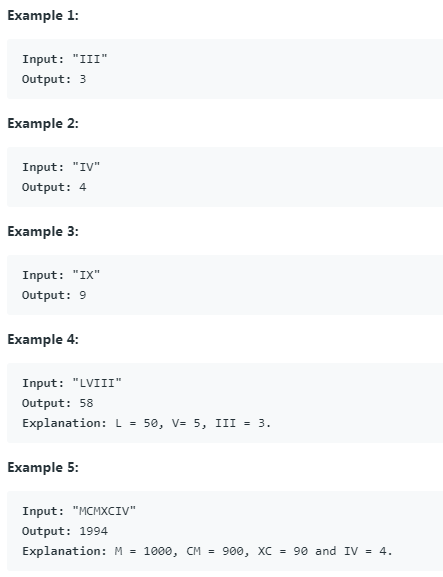 Example 1:
Input: "III"
Output: 3
Example 2:
Input: "IV"
Output: 4
Example 3:
Input: "IX"
Output: 9
Example 4:
Input: "LVIII"
Output: 58
Explanation: L = 50, V= 5, III = 3.
Example 5:
Input: "MCMXCIV"
Output: 1994
Explanation: M = 1000, CM = 900, XC = 90 and IV = 4.